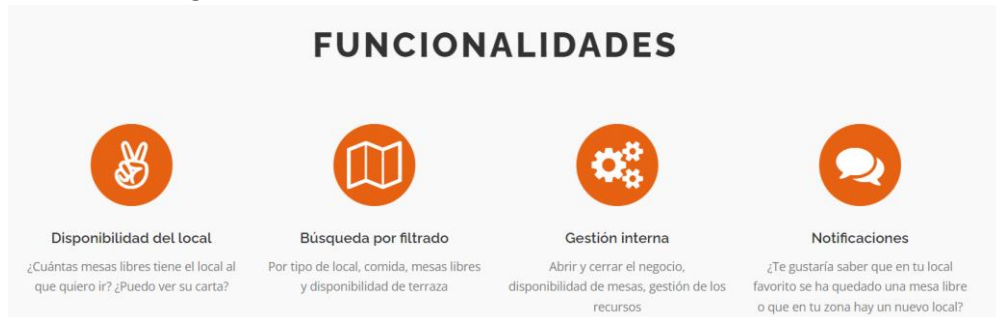 FUNCIONALIDADES
Disponibilidad del local
¿Cuántas mesas libres tiene el local al
que quiero ir? ¿Puedo ver su carta?
Búsqueda por filtrado
Por tipo de local, comida, mesas libres
y disponibilidad de terraza
Gestión interna
Abrir y cerrar el negocio,
disponibilidad de mesas, gestión de los
recursos
Notificaciones
¿Te gustaría saber que en tu local
favorito se ha quedado una mesa libre
o que en tu zona hay un nuevo local?